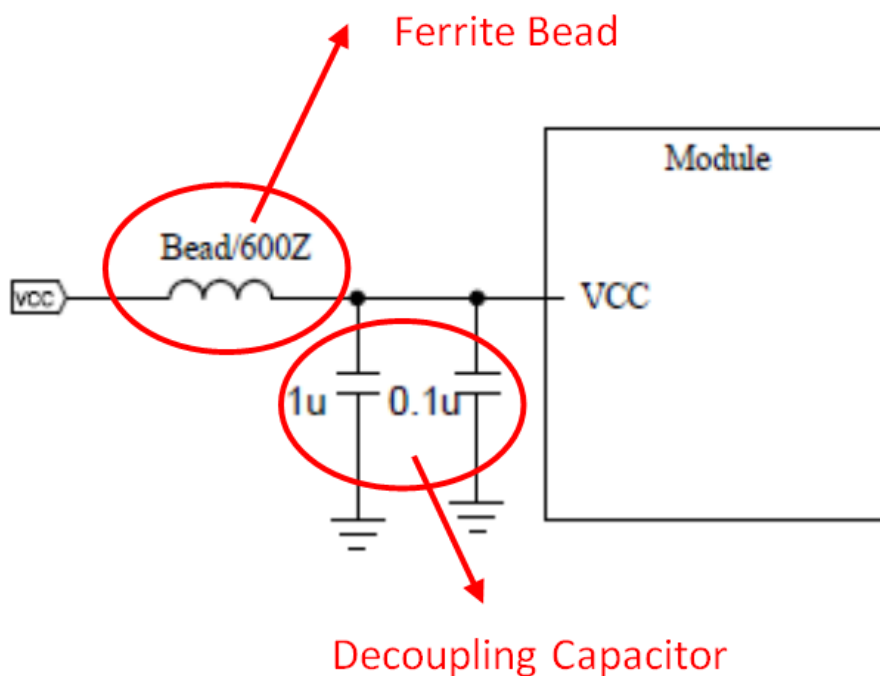 Ferrite Bead
Module
Bead/600Z
VCC
VCC
1u
0.1u
Decoupling Capacitor